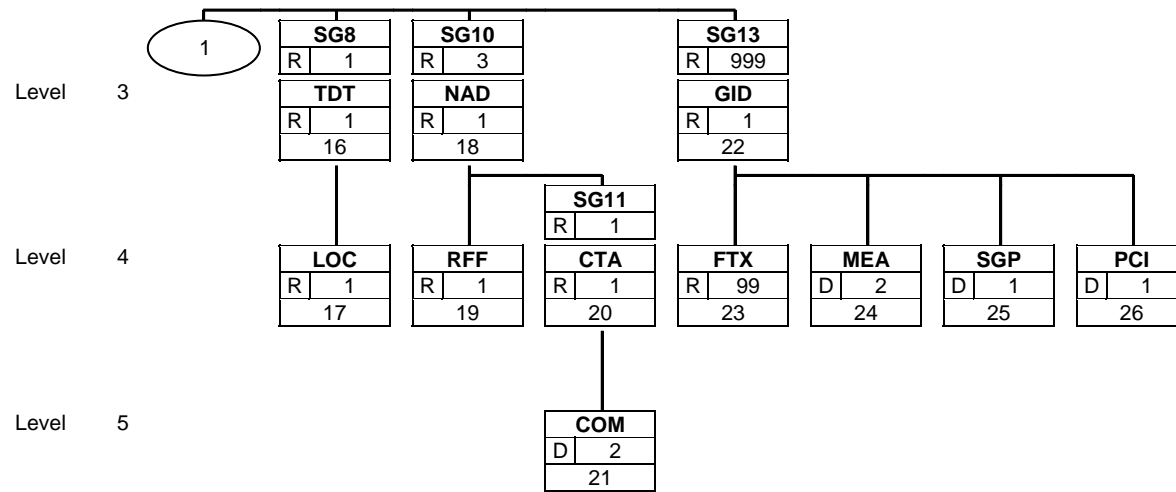 1
SG8 SG10 SG13
R 1 R 3 R 999
Level 3 TDT NAD GID
R 1 R 1 R 1
16 18 22
SG11
R 1
Level 4 LOC RFF CTA FTX MEA SGP PCI
R 1 R 1 R 1 R 99 D 2 D 1 D 1
17 19 20 23 24 25 26
Level 5 COM
D 2
21